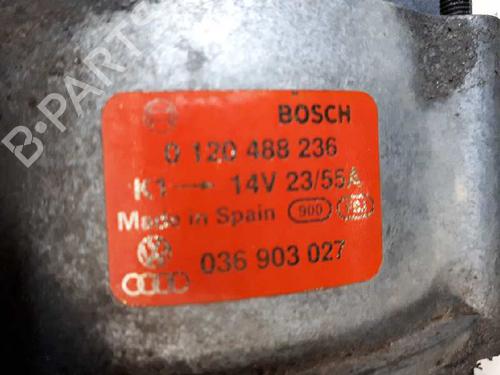 BOSCH
0 120 488 236
K1→ 14V 23/55A
Made in Spain 900
036 903 027
B-Parts